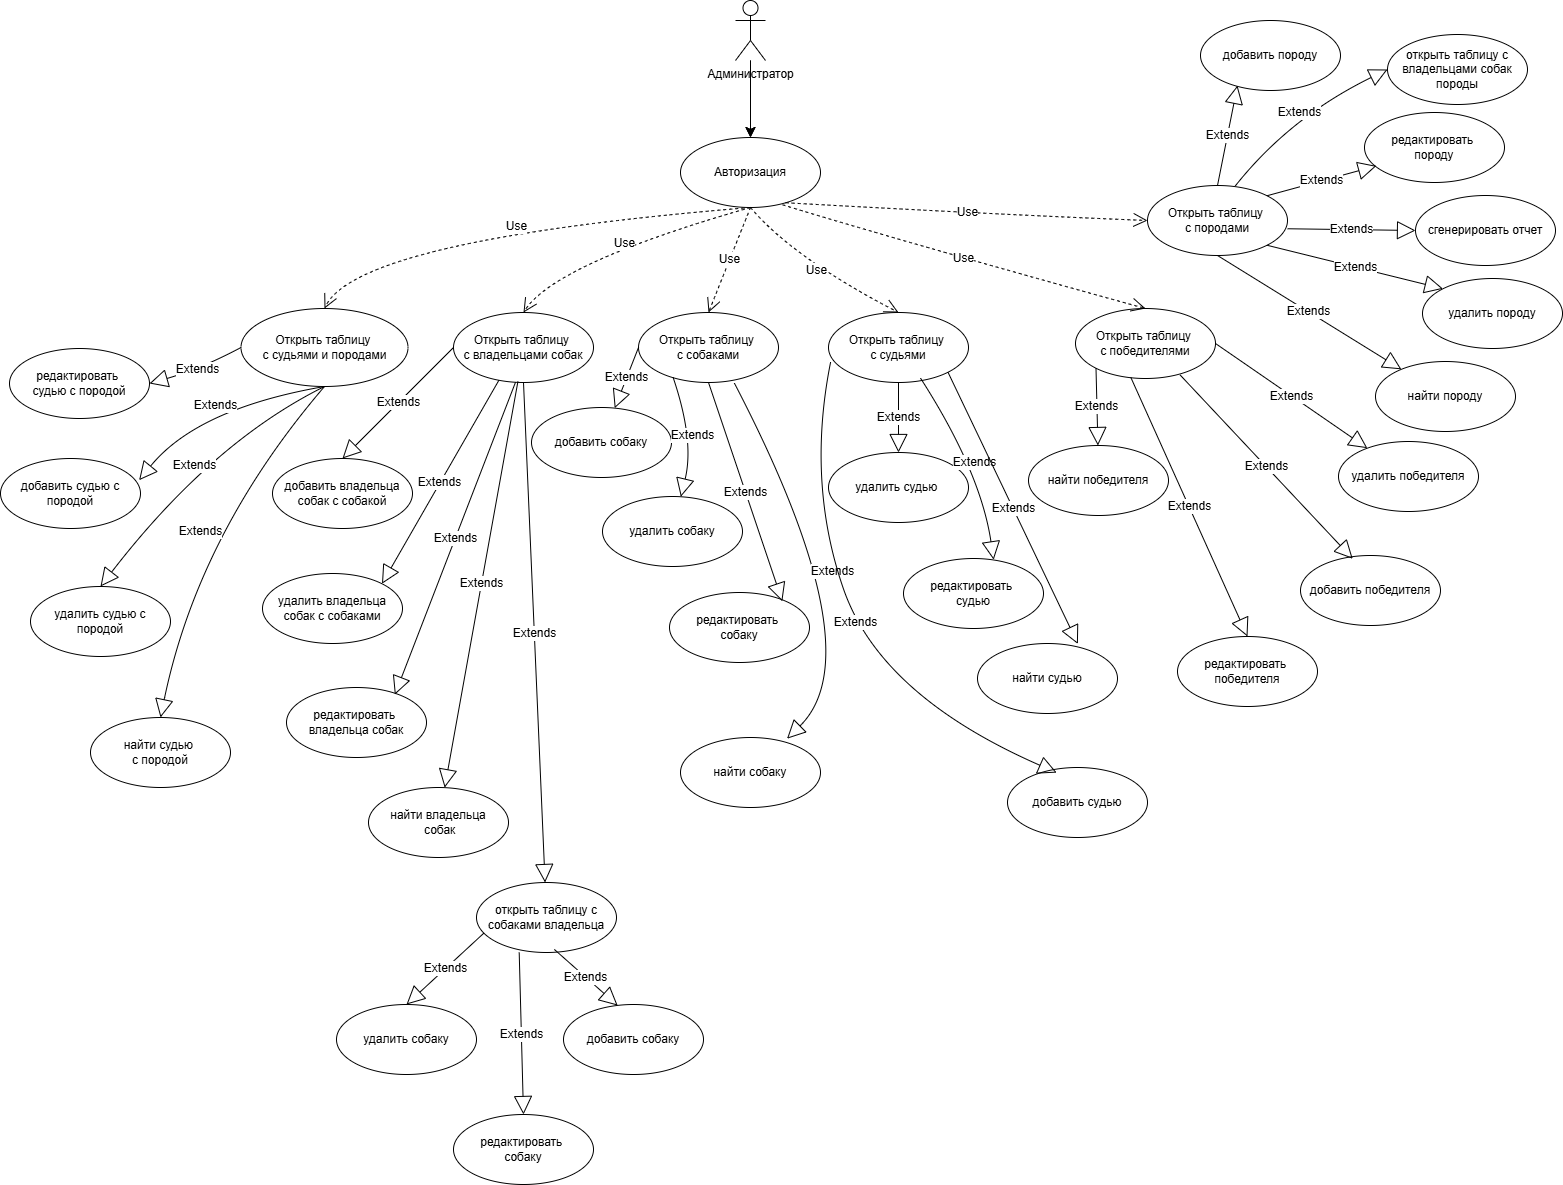 Администратор
Авторизация
Use
Use
Use
Use
Use
Use
добавить породу
открыть таблицу с
владельцами собак
породы
Extends
Extends
редактировать
породу
Extends
Открыть таблицу
с породами
Extends
сгенерировать отчет
Extends
удалить породу
Extends
найти породу
Открыть таблицу
с судьями и породами
Extends
редактировать
судью с породой
Extends
добавить судью с
породой
Extends
удалить судью с
породой
Extends
найти судью
с породой
Открыть таблицу
с владельцами собак
Extends
добавить владельца
собак с собакой
Extends
удалить владельца
собак с собаками
Extends
редактировать
владельца собак
Extends
найти владельца
собак
Extends
открыть таблицу с
собаками владельца
Extends
удалить собаку
Extends
редактировать
собаку
Extends
добавить собаку
Открыть таблицу
с собаками
Extends
добавить собаку
Extends
удалить собаку
Extends
редактировать
собаку
Extends
найти собаку
Открыть таблицу
с судьями
Extends
удалить судью
Extends
редактировать
судью
Extends
найти судью
Extends
добавить судью
Открыть таблицу
с победителями
Extends
найти победителя
Extends
редактировать
победителя
Extends
добавить победителя
Extends
удалить победителя